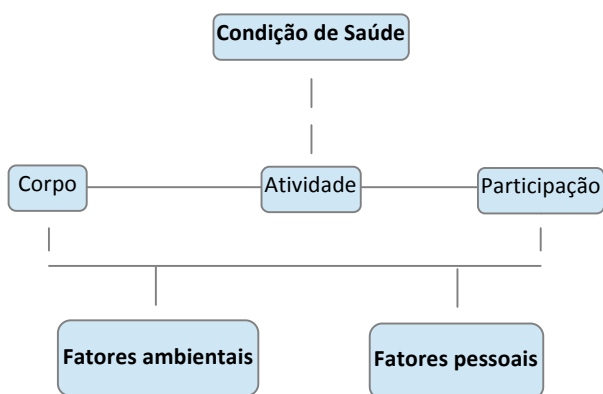 Condição de Saúde
Corpo
Atividade
Participação
Fatores ambientais
Fatores pessoais